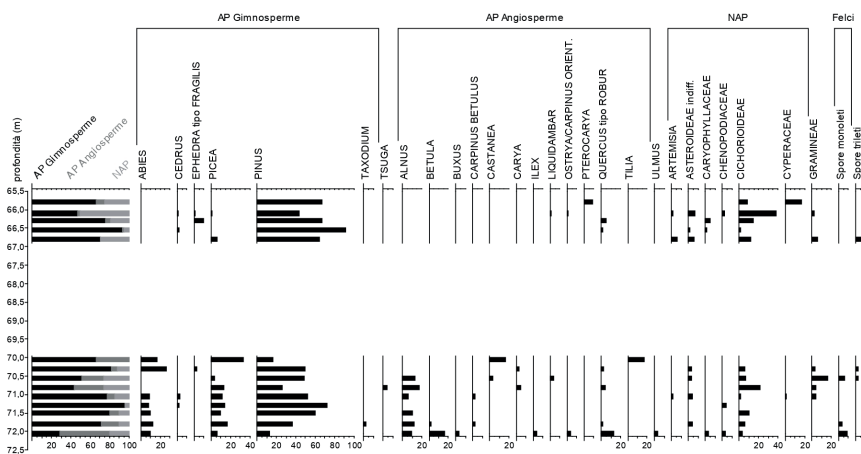 AP Gimnosperme
AP Angiosperme
NAP
Felci
profondità (m)
AP Gimnosperme
AP Angiosperme
NAP
ABIES
CEDRUS
EPHEDRA tipo FRAGILIS
PICEA
PINUS
TAXODIUM
TSUGA
ALNUS
BETULA
BUXUS
CARPINUS BETULUS
CASTANEA
CARYA
ILEX
LIQUIDAMBAR
OSTRYA/CARPINUS ORIENT.
PTEROCARYA
QUERCUS tipo ROBUR
TILIA
ULMUS
ARTEMISIA
ASTEROIDEAE indiff.
CARYOPHYLLACEAE
CHENOPODIACEAE
CICHORIOIDEAE
CYPERACEAE
GRAMINEAE
Spore monoleti
Spore trileti
65,5
66,0
66,5
67,0
67,5
68,0
68,5
69,0
69,5
70,0
70,5
71,0
71,5
72,0
72,5
20 40 60 80 100 20 20 20 40 60 80 100 20 20 20 20 20 20 40 20 20